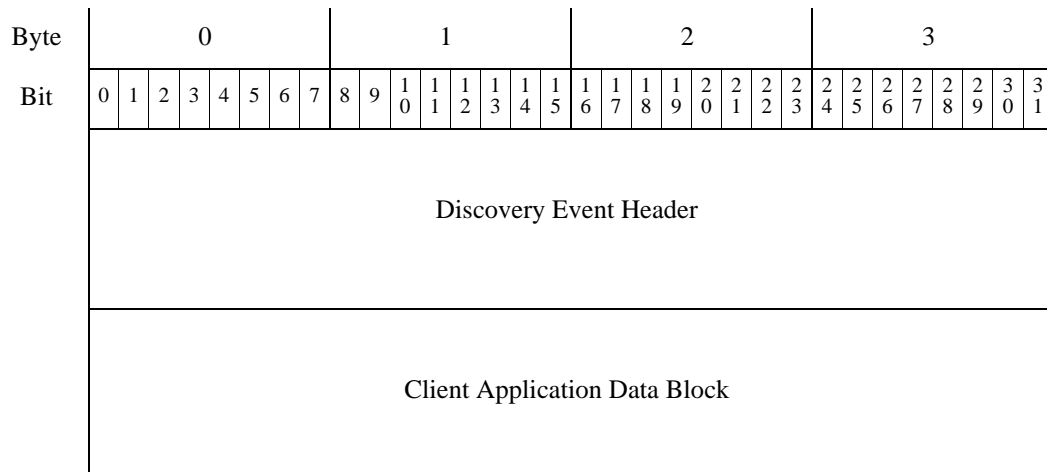 Byte 0 1 2 3
Bit 0 1 2 3 4 5 6 7 8 9 10 11 12 13 14 15 16 17 18 19 20 21 22 23 24 25 26 27 28 29 30 31
Discovery Event Header
Client Application Data Block